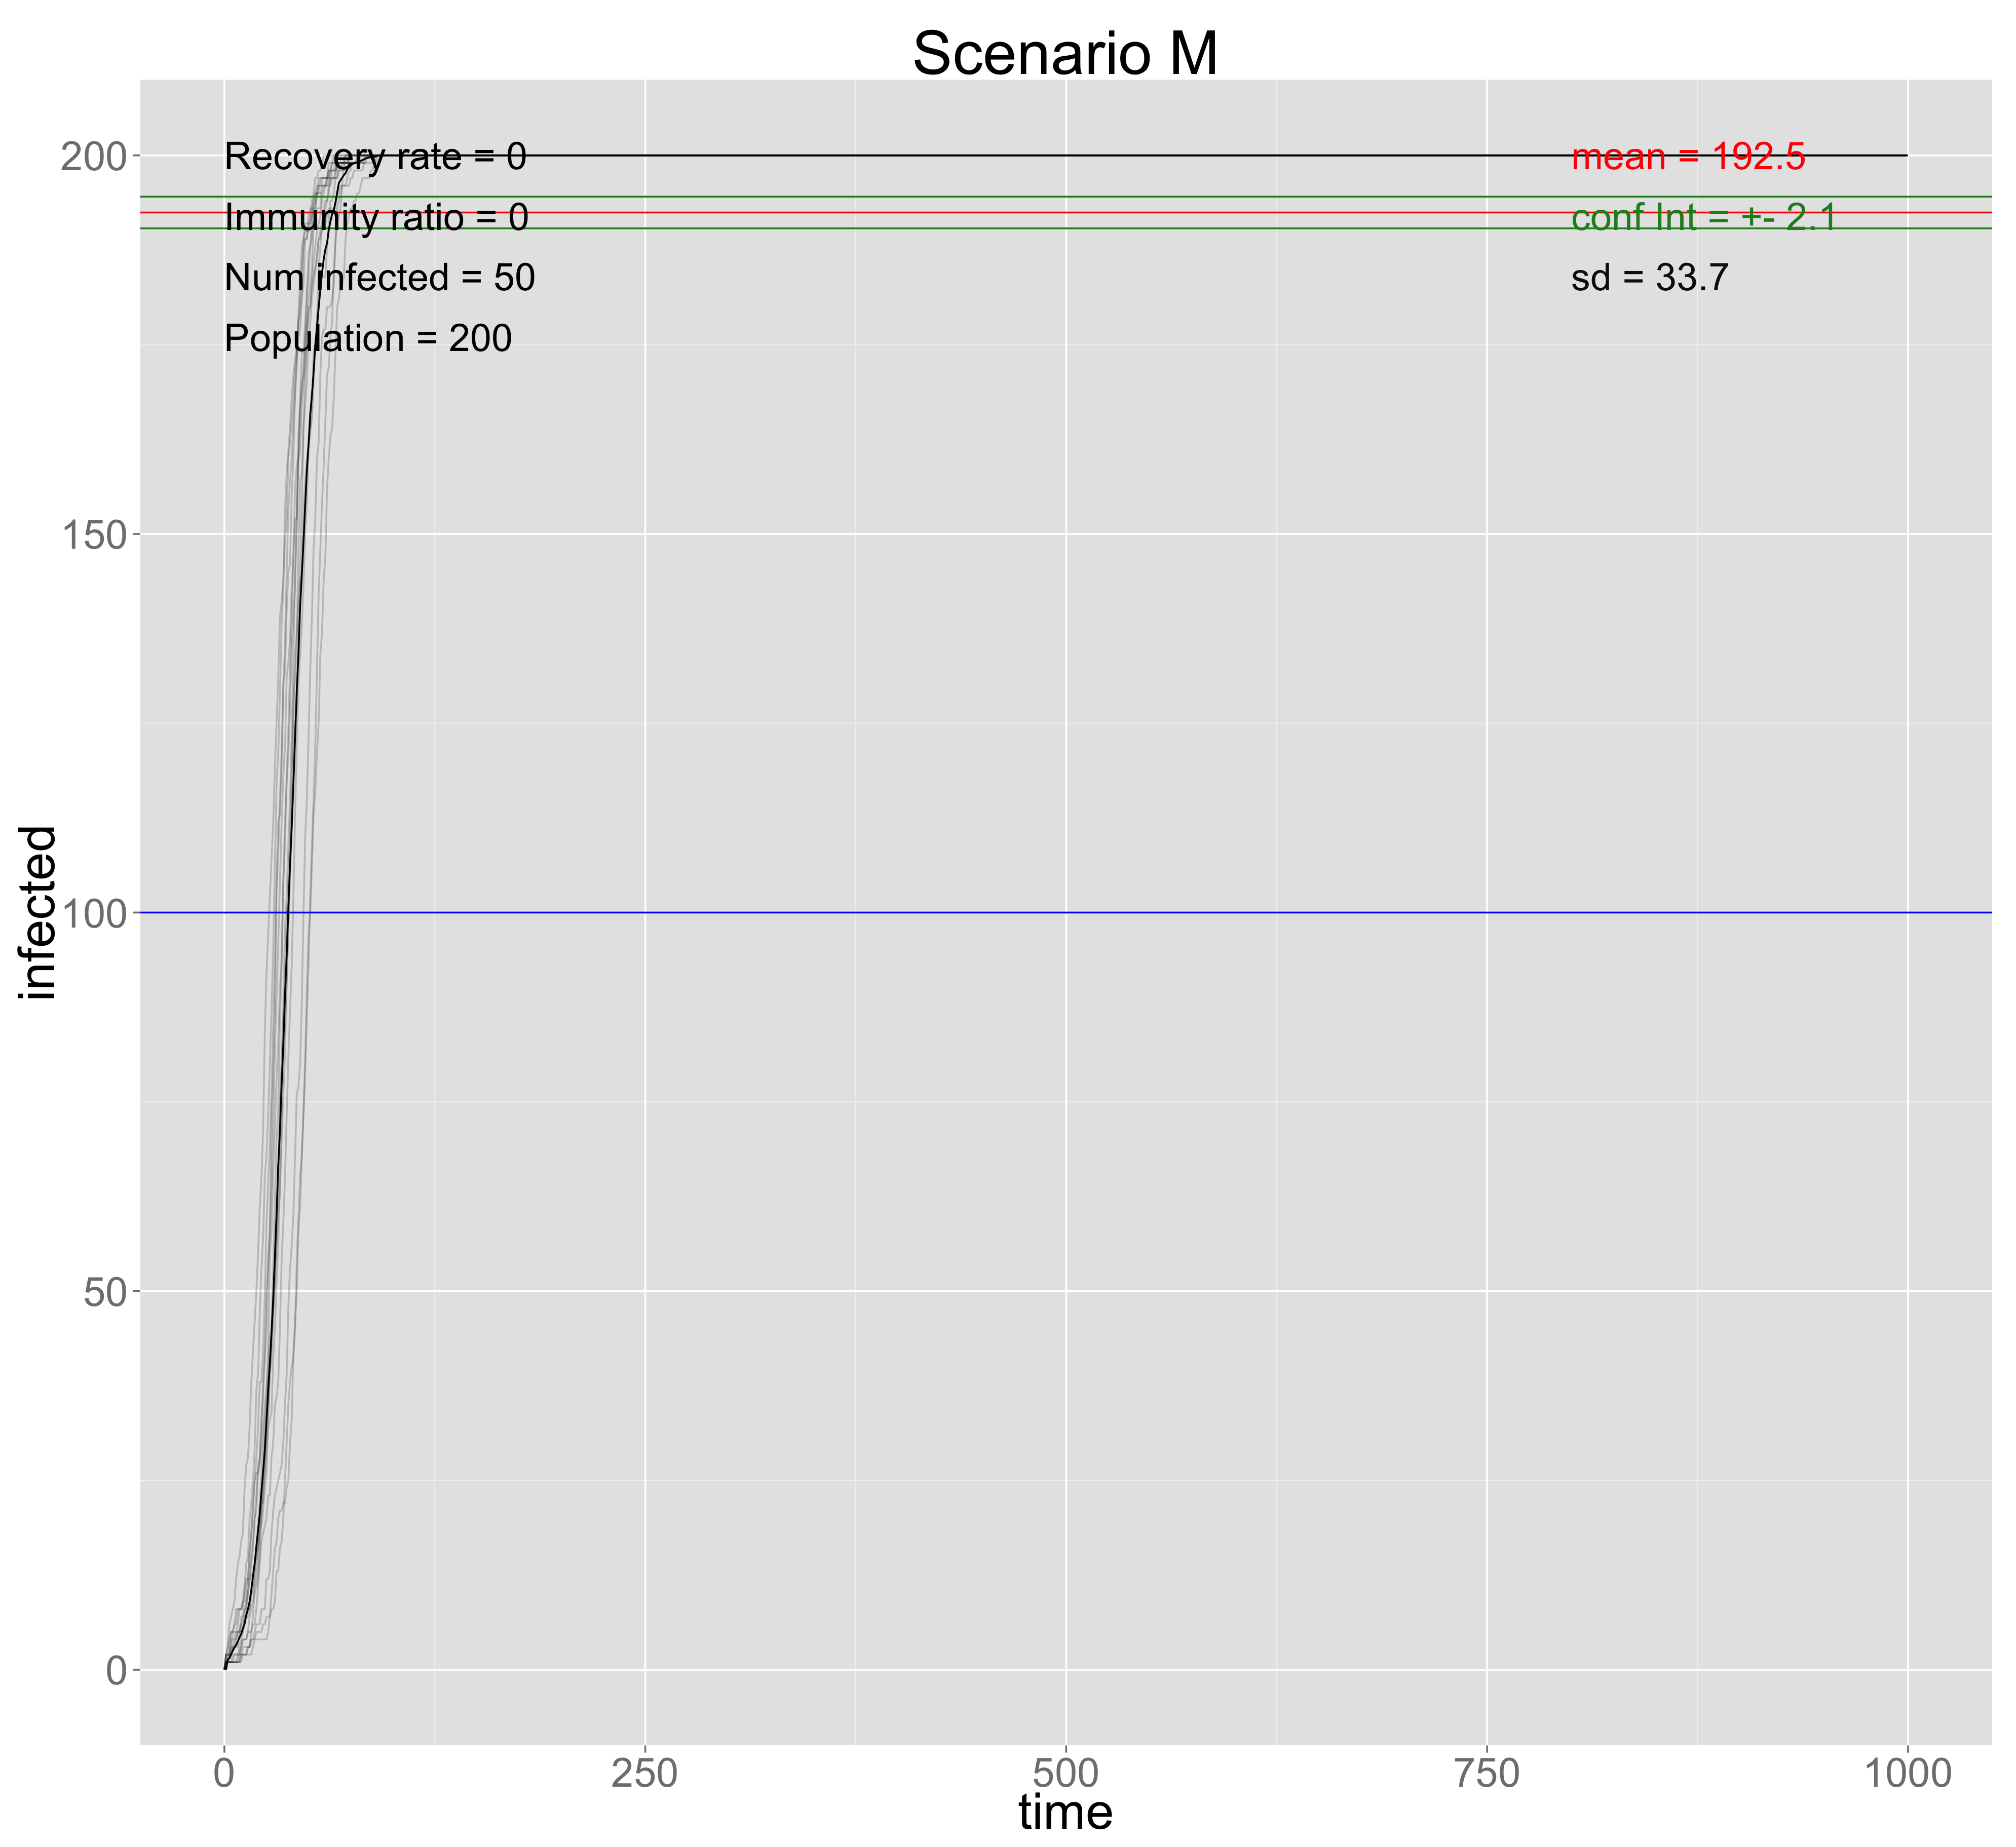 Scenario M
Recovery rate = 0
mean = 192.5
Immunity ratio = 0
conf Int = +- 2.1
Num infected = 50
sd = 33.7
Population = 200
200
150
100
50
0
infected
0 250 500 750 1000
time